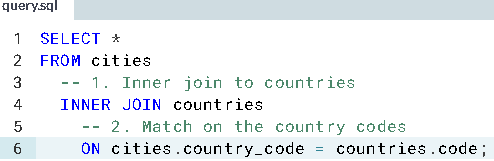 query.sql
1 SELECT *
2 FROM cities
3 -- 1. Inner join to countries
4 INNER JOIN countries
5 -- 2. Match on the country codes
6 ON cities.country_code = countries.code;